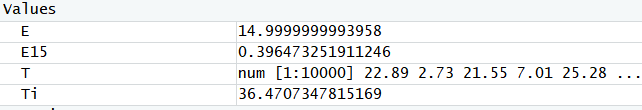 Values
E 14.9999999993958
E15 0.396473251911246
T num [1:10000] 22.89 2.73 21.55 7.01 25.28 ...
Ti 36.4707347815169